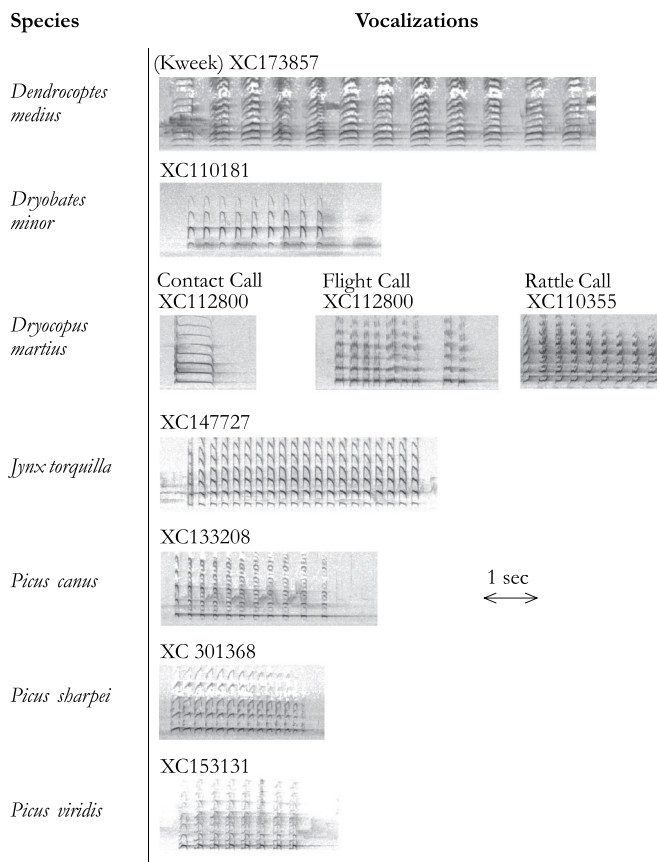 Species
Vocalizations
(Kweek) XC173857
Dendrocoptes
medius
XC110181
Dryobates
minor
Contact Call
XC112800
Flight Call
XC112800
Rattle Call
XC110355
Dryocopus
martius
XC147727
Jynx torquilla
XC133208
Picus canus
1 sec
XC 301368
Picus sharpei
XC153131
Picus viridis